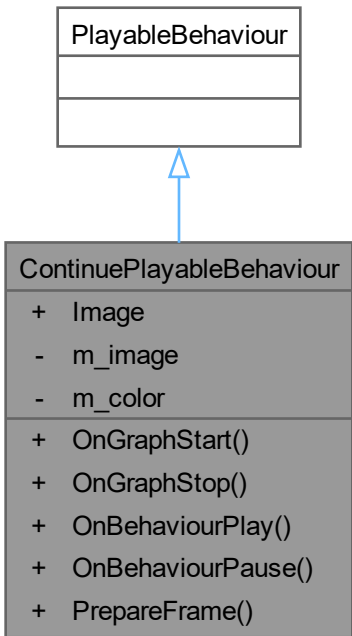 PlayableBehaviour
ContinuePlayableBehaviour
+ Image
- m_image
- m_color
+ OnGraphStart()
+ OnGraphStop()
+ OnBehaviourPlay()
+ OnBehaviourPause()
+ PrepareFrame()